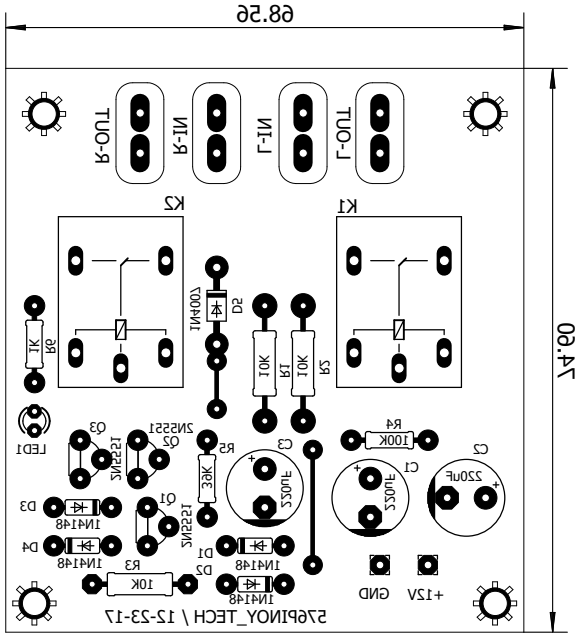 68.56
74.60
R-OUT
R-IN
L-IN
L-OUT
K2
K1
1N4007
D5
1K
R6
10K
R1
10K
R2
LED1
Q3
2N5551
2N5551
Q2
R5
39K
C3
+
220uF
R4
100K
C1
+
220uF
C2
+
220uF
D3
1N4148
Q1
2N5551
D4
1N4148
D1
1N4148
R3
10K
D2
1N4148
GND
+12V
576PINOY_TECH / 12-23-17